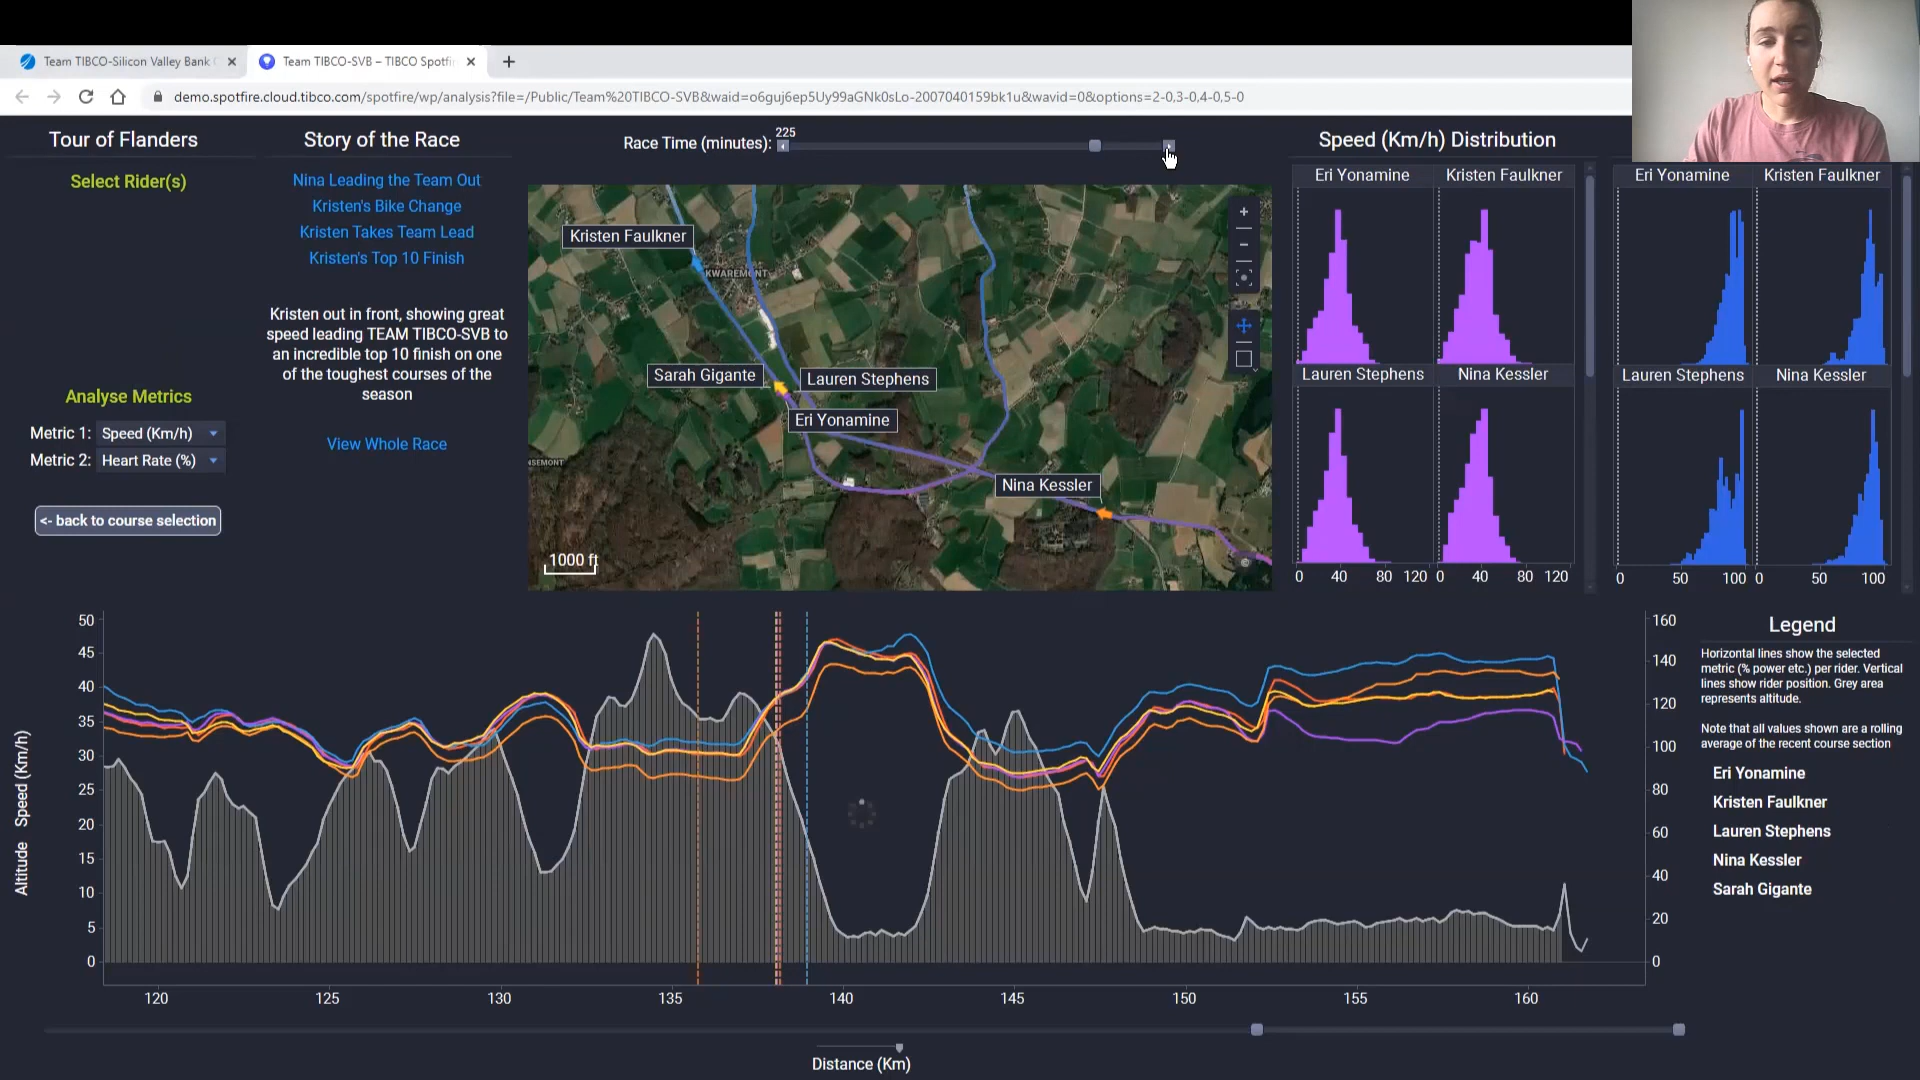 Team TIBCO-Silicon Valley Bank
Team TIBCO-SVB – TIBCO Spotfi
demo.spotfire.cloud.tibco.com/spotfire/wp/analysis?file=/Public/Team%20TIBCO-SVB&waid=o6guj6ep5Uy99aGNk0sLo-2007040159bk1u&wavid=0&options=2-0,3-0,4-0,5-0
Tour of Flanders
Select Rider(s)
Analyse Metrics
Metric 1: Speed (Km/h)
Metric 2: Heart Rate (%)
<- back to course selection
Story of the Race
Nina Leading the Team Out
Kristen's Bike Change
Kristen Takes Team Lead
Kristen's Top 10 Finish
Kristen out in front, showing great
speed leading TEAM TIBCO-SVB to
an incredible top 10 finish on one
of the toughest courses of the
season
View Whole Race
Race Time (minutes): 225
Kristen Faulkner
KWAREMONT
Sarah Gigante
Lauren Stephens
Eri Yonamine
Nina Kessler
1000 ft
Speed (Km/h) Distribution
Eri Yonamine Kristen Faulkner
Lauren Stephens Nina Kessler
0 40 80 120 0 40 80 120
Eri Yonamine Kristen Faulkner
Lauren Stephens Nina Kessler
0 50 100 0 50 100
Altitude Speed (Km/h)
50
45
40
35
30
25
20
15
10
5
0
160
140
120
100
80
60
40
20
0
120 125 130 135 140 145 150 155 160
Distance (Km)
Legend
Horizontal lines show the selected
metric (% power etc.) per rider. Vertical
lines show rider position. Grey area
represents altitude.
Note that all values shown are a rolling
average of the recent course section
Eri Yonamine
Kristen Faulkner
Lauren Stephens
Nina Kessler
Sarah Gigante